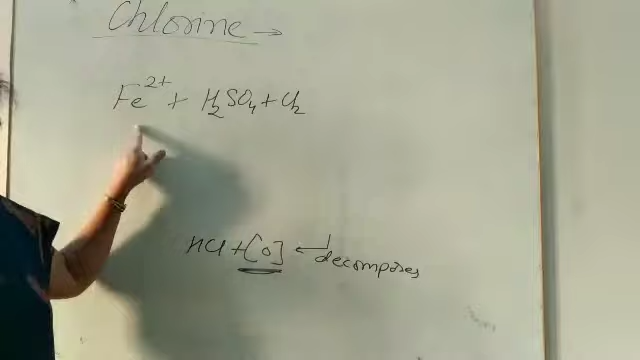 Chlorine →
Fe²⁺ + H₂SO₄ + Cl₂
HCl + [O] ← decomposes